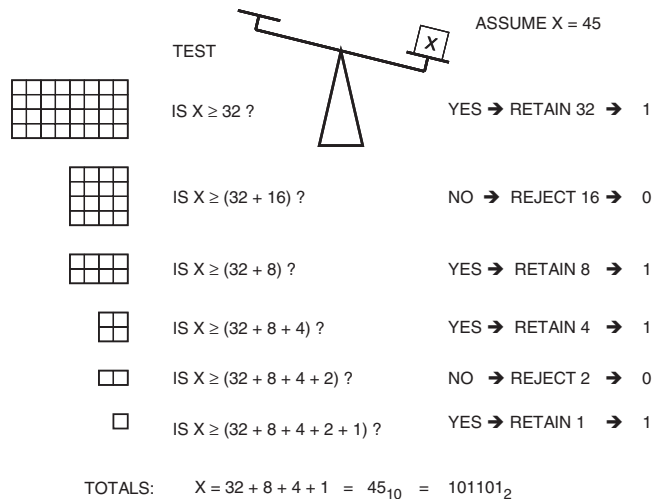 ASSUME X = 45
X
TEST
IS X ≥ 32 ? YES ➔ RETAIN 32 ➔ 1
IS X ≥ (32 + 16) ? NO ➔ REJECT 16 ➔ 0
IS X ≥ (32 + 8) ? YES ➔ RETAIN 8 ➔ 1
IS X ≥ (32 + 8 + 4) ? YES ➔ RETAIN 4 ➔ 1
IS X ≥ (32 + 8 + 4 + 2) ? NO ➔ REJECT 2 ➔ 0
IS X ≥ (32 + 8 + 4 + 2 + 1) ? YES ➔ RETAIN 1 ➔ 1
TOTALS: X = 32 + 8 + 4 + 1 = 45₁₀ = 101101₂